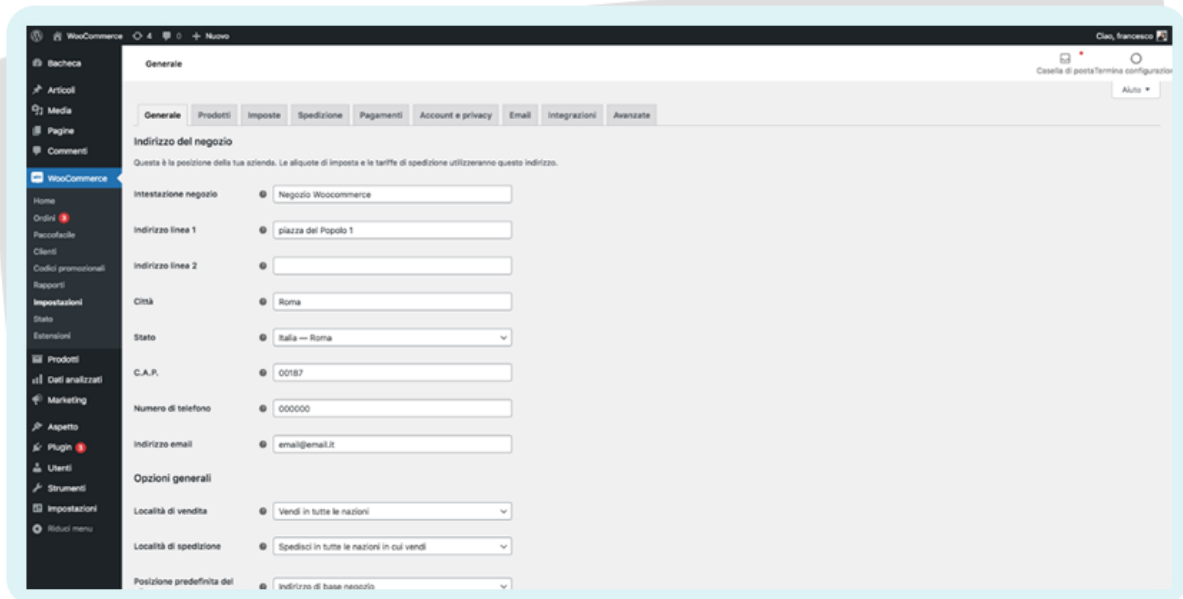 WooCommerce 4 0 + Nuovo Ciao, francesco
Bacheca
Articoli
Media
Pagine
Commenti
WooCommerce
Home
Ordini 3
Paccofacile
Clienti
Codici promozionali
Rapporti
Impostazioni
Stato
Estensioni
Prodotti
Dati analizzati
Marketing
Aspetto
Plugin 3
Utenti
Strumenti
Impostazioni
Riduci menu
Generale
Casella di posta Termina configurazion
Aiuto
Generale Prodotti Imposte Spedizione Pagamenti Account e privacy Email Integrazioni Avanzate
Indirizzo del negozio
Questa è la posizione della tua azienda. Le aliquote di imposta e le tariffe di spedizione utilizzeranno questo indirizzo.
Intestazione negozio Negozio Woocommerce
Indirizzo linea 1 piazza del Popolo 1
Indirizzo linea 2
Città Roma
Stato Italia — Roma
C.A.P. 00187
Numero di telefono 000000
Indirizzo email email@email.it
Opzioni generali
Località di vendita Vendi in tutte le nazioni
Località di spedizione Spedisci in tutte le nazioni in cui vendi
Posizione predefinita del
Indirizzo di base negozio